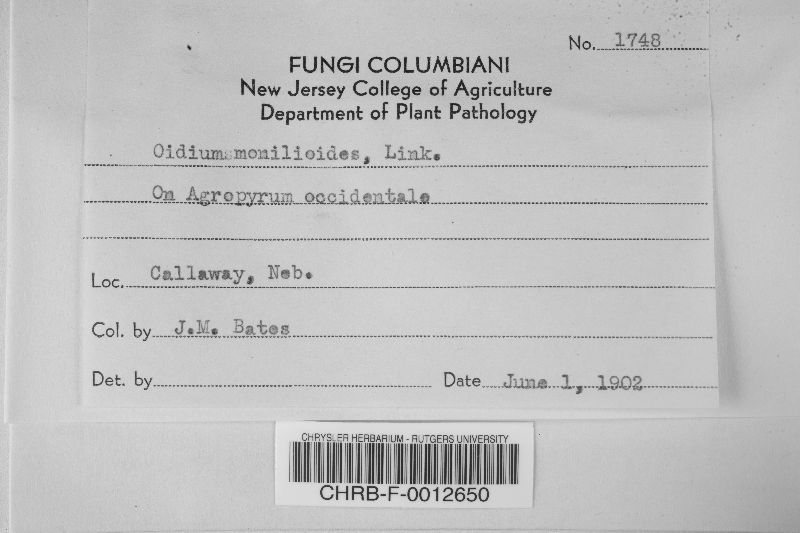 No. 1748
FUNGI COLUMBIANI
New Jersey College of Agriculture
Department of Plant Pathology
Oidium monilioides, Link.
On Agropyrum occidentale
Loc. Callaway, Neb.
Col. by J.M. Bates
Det. by
Date June 1, 1902
CHRYSLER HERBARIUM - RUTGERS UNIVERSITY
CHRB-F-0012650